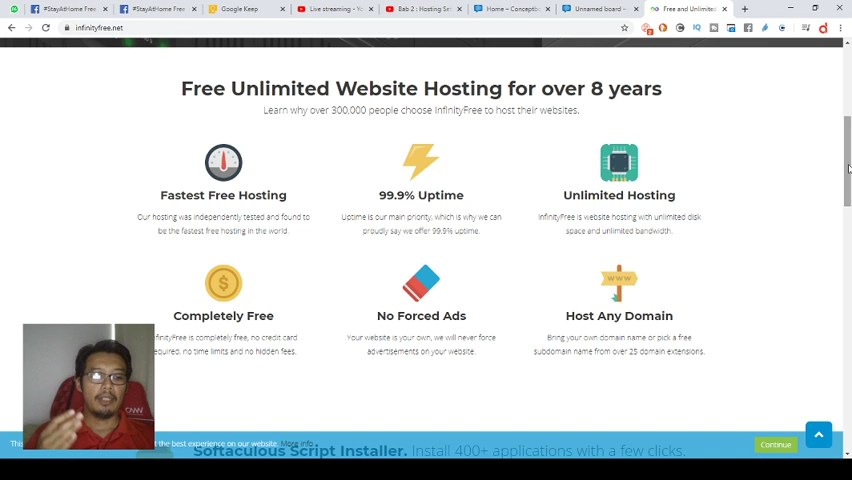 #StayAtHome Free
#StayAtHome Free
Google Keep
Live streaming - Yo
Bab 2 : Hosting Se
Home – Conceptbo
Unnamed board –
Free and Unlimited
infinityfree.net
Free Unlimited Website Hosting for over 8 years
Learn why over 300,000 people choose InfinityFree to host their websites.
Fastest Free Hosting
Our hosting was independently tested and found to
be the fastest free hosting in the world.
99.9% Uptime
Uptime is our main priority, which is why we can
proudly say we offer 99.9% uptime.
Unlimited Hosting
InfinityFree is website hosting with unlimited disk
space and unlimited bandwidth.
Completely Free
nfinityFree is completely free, no credit card
equired, no time limits and no hidden fees.
No Forced Ads
Your website is your own, we will never force
advertisements on your website.
Host Any Domain
WWW
Bring your own domain name or pick a free
subdomain name from over 25 domain extensions.
This
t the best experience on our website. More info
Continue
Softaculous Script Installer. Install 400+ applications with a few clicks.